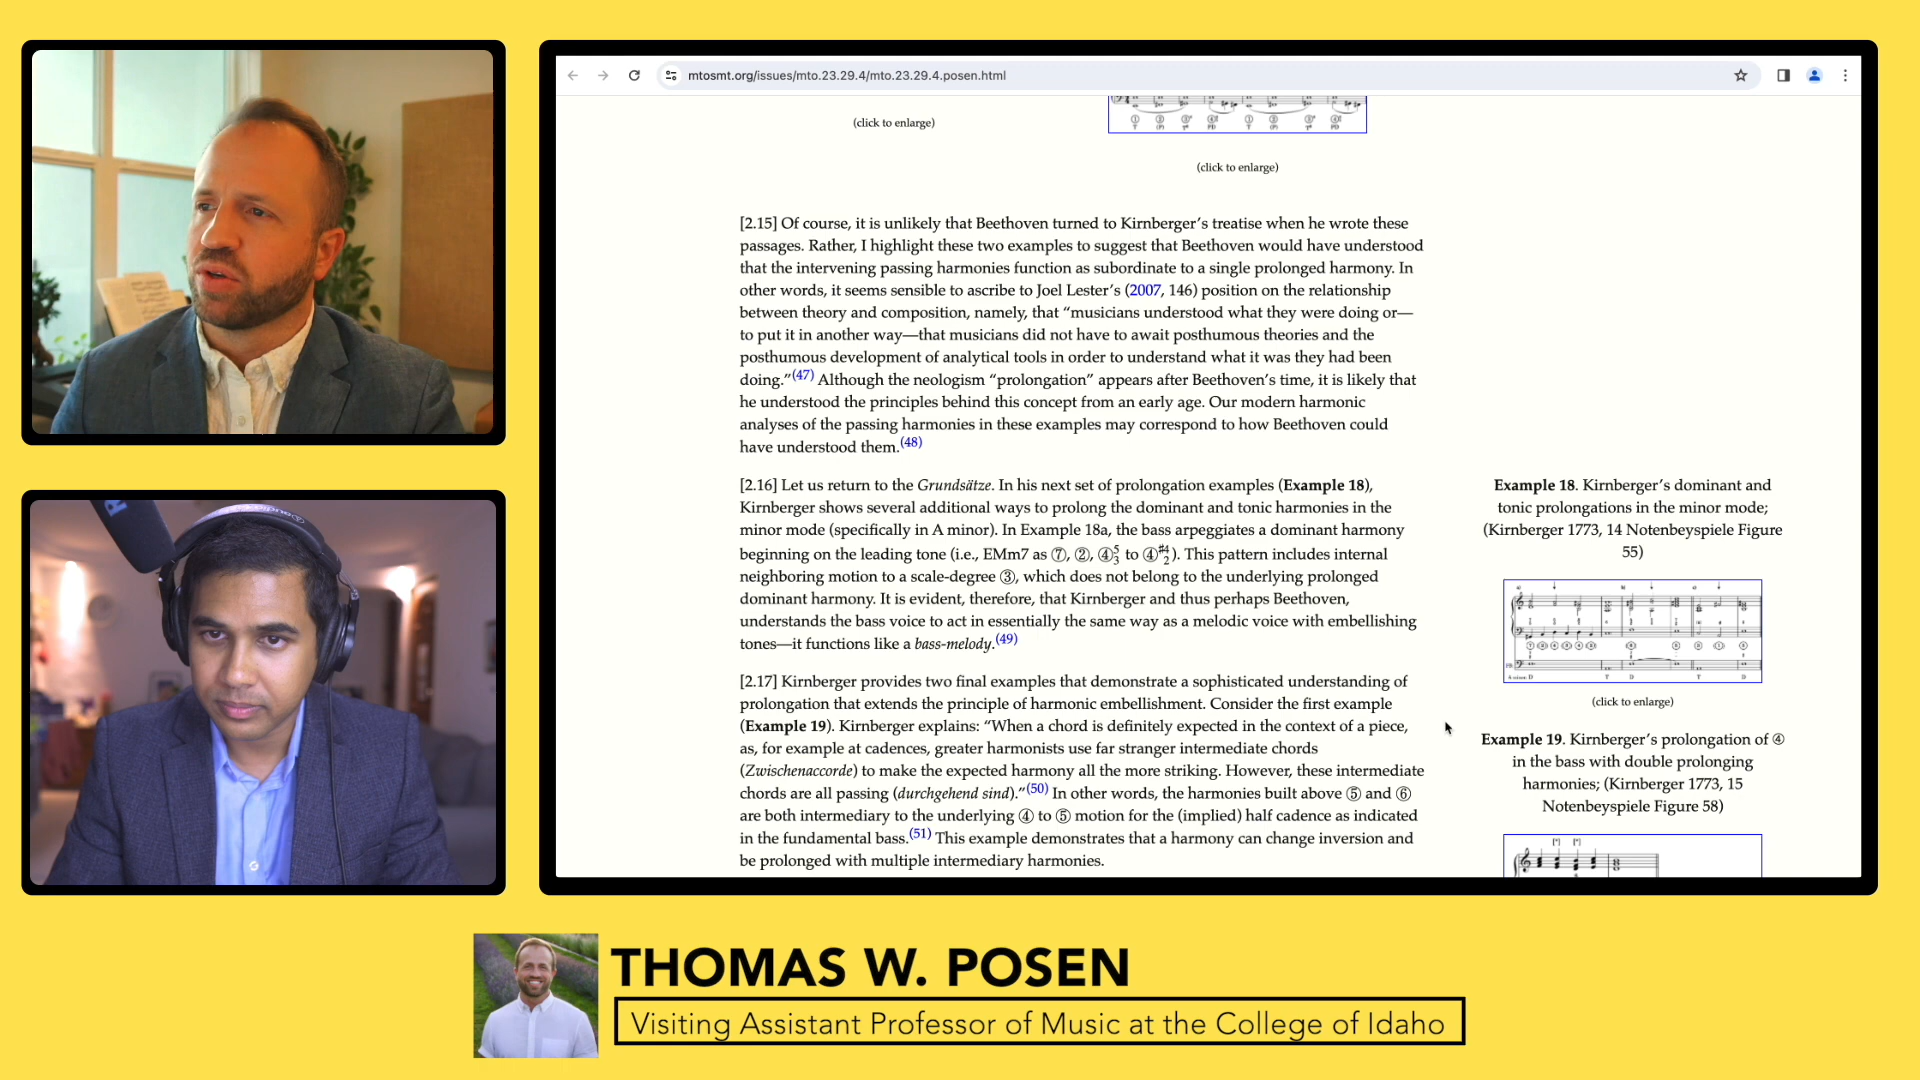 mtosmt.org/issues/mto.23.29.4/mto.23.29.4.posen.html
(click to enlarge)
(click to enlarge)
[2.15] Of course, it is unlikely that Beethoven turned to Kirnberger’s treatise when he wrote these
passages. Rather, I highlight these two examples to suggest that Beethoven would have understood
that the intervening passing harmonies function as subordinate to a single prolonged harmony. In
other words, it seems sensible to ascribe to Joel Lester’s (2007, 146) position on the relationship
between theory and composition, namely, that “musicians understood what they were doing or—
to put it in another way—that musicians did not have to await posthumous theories and the
posthumous development of analytical tools in order to understand what it was they had been
doing.”(47) Although the neologism “prolongation” appears after Beethoven’s time, it is likely that
he understood the principles behind this concept from an early age. Our modern harmonic
analyses of the passing harmonies in these examples may correspond to how Beethoven could
have understood them.(48)
[2.16] Let us return to the Grundsätze. In his next set of prolongation examples (Example 18),
Kirnberger shows several additional ways to prolong the dominant and tonic harmonies in the
minor mode (specifically in A minor). In Example 18a, the bass arpeggiates a dominant harmony
beginning on the leading tone (i.e., EMm7 as ⑦, ②, ④5/3 to ④#4/2). This pattern includes internal
neighboring motion to a scale-degree ③, which does not belong to the underlying prolonged
dominant harmony. It is evident, therefore, that Kirnberger and thus perhaps Beethoven,
understands the bass voice to act in essentially the same way as a melodic voice with embellishing
tones—it functions like a bass-melody.(49)
[2.17] Kirnberger provides two final examples that demonstrate a sophisticated understanding of
prolongation that extends the principle of harmonic embellishment. Consider the first example
(Example 19). Kirnberger explains: “When a chord is definitely expected in the context of a piece,
as, for example at cadences, greater harmonists use far stranger intermediate chords
(Zwischenaccorde) to make the expected harmony all the more striking. However, these intermediate
chords are all passing (durchgehend sind).”(50) In other words, the harmonies built above ⑤ and ⑥
are both intermediary to the underlying ④ to ⑤ motion for the (implied) half cadence as indicated
in the fundamental bass.(51) This example demonstrates that a harmony can change inversion and
be prolonged with multiple intermediary harmonies.
Example 18. Kirnberger’s dominant and
tonic prolongations in the minor mode;
(Kirnberger 1773, 14 Notenbeyspiele Figure
55)
(click to enlarge)
Example 19. Kirnberger’s prolongation of ④
in the bass with double prolonging
harmonies; (Kirnberger 1773, 15
Notenbeyspiele Figure 58)
THOMAS W. POSEN
Visiting Assistant Professor of Music at the College of Idaho